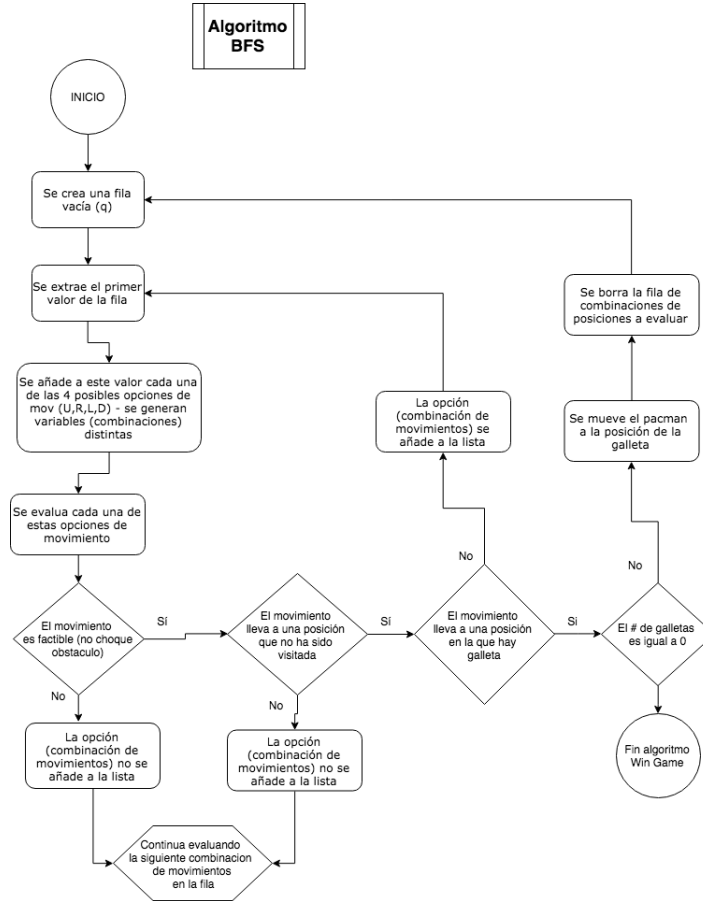 Algoritmo
BFS
INICIO
Se crea una fila
vacía (q)
Se extrae el primer
valor de la fila
Se borra la fila de
combinaciones de
posiciones a evaluar
Se añade a este valor cada una
de las 4 posibles opciones de
mov (U,R,L,D) - se generan
variables (combinaciones)
distintas
La opción
(combinación de
movimientos) se
añade a la lista
Se mueve el pacman
a la posición de la
galleta
Se evalua cada una de
estas opciones de
movimiento
No
No
El movimiento
es factible (no choque
obstaculo)
Sí
El movimiento
lleva a una posición
que no ha sido
visitada
Sí
El movimiento
lleva a una posición
en la que hay
galleta
Si
El # de galletas
es igual a 0
No
No
La opción
(combinación de
movimientos) no se
añade a la lista
La opción
(combinación de
movimientos) no se
añade a la lista
Fin algoritmo
Win Game
Continua evaluando
la siguiente combinacion
de movimientos
en la fila